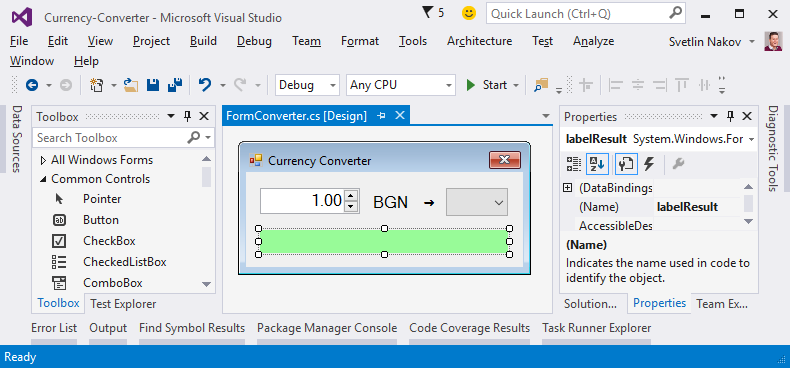 Currency-Converter - Microsoft Visual Studio
5
Quick Launch (Ctrl+Q)
File Edit View Project Build Debug Team Format Tools Architecture Test Analyze
Svetlin Nakov
Window Help
Debug Any CPU Start
Data Sources
Toolbox
Search Toolbox
All Windows Forms
Common Controls
Pointer
Button
CheckBox
CheckedListBox
ComboBox
Toolbox Test Explorer
FormConverter.cs [Design]
Currency Converter
1.00 BGN →
Properties
labelResult System.Windows.For
(DataBindings
(Name) labelResult
AccessibleDes
(Name)
Indicates the name used in code to
identify the object.
Solution... Properties Team Ex...
Diagnostic Tools
Error List Output Find Symbol Results Package Manager Console Code Coverage Results Task Runner Explorer
Ready